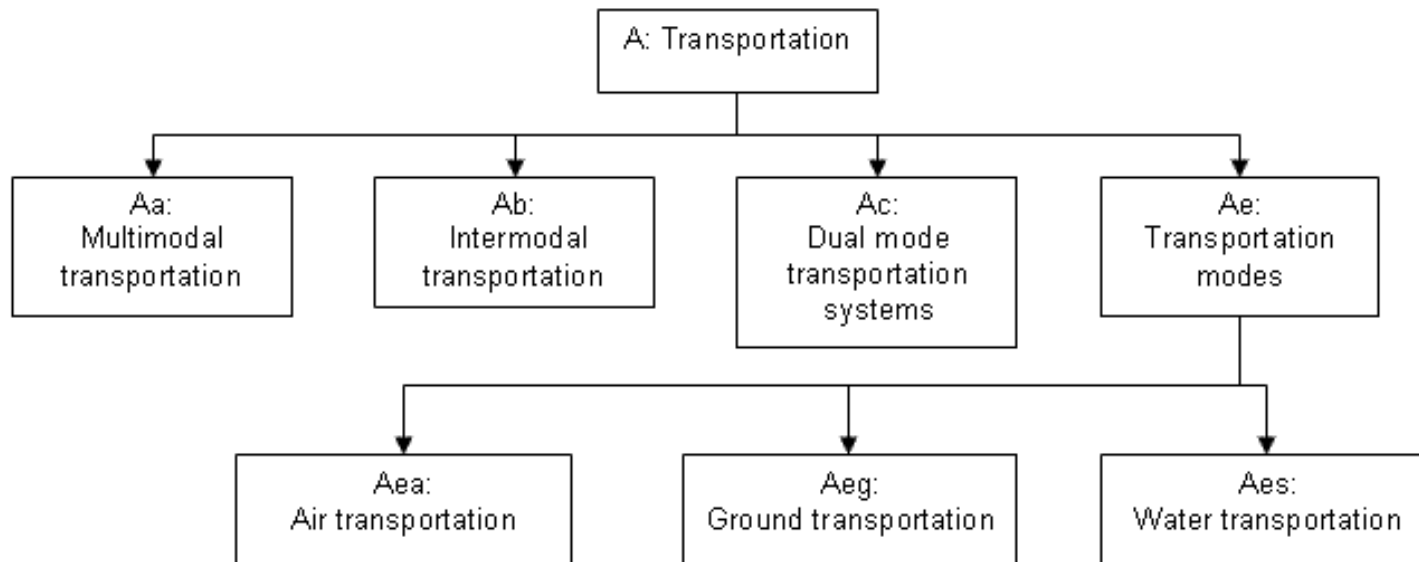 A: Transportation
Aa:
Multimodal
transportation
Ab:
Intermodal
transportation
Ac:
Dual mode
transportation
systems
Ae:
Transportation
modes
Aea:
Air transportation
Aeg:
Ground transportation
Aes:
Water transportation